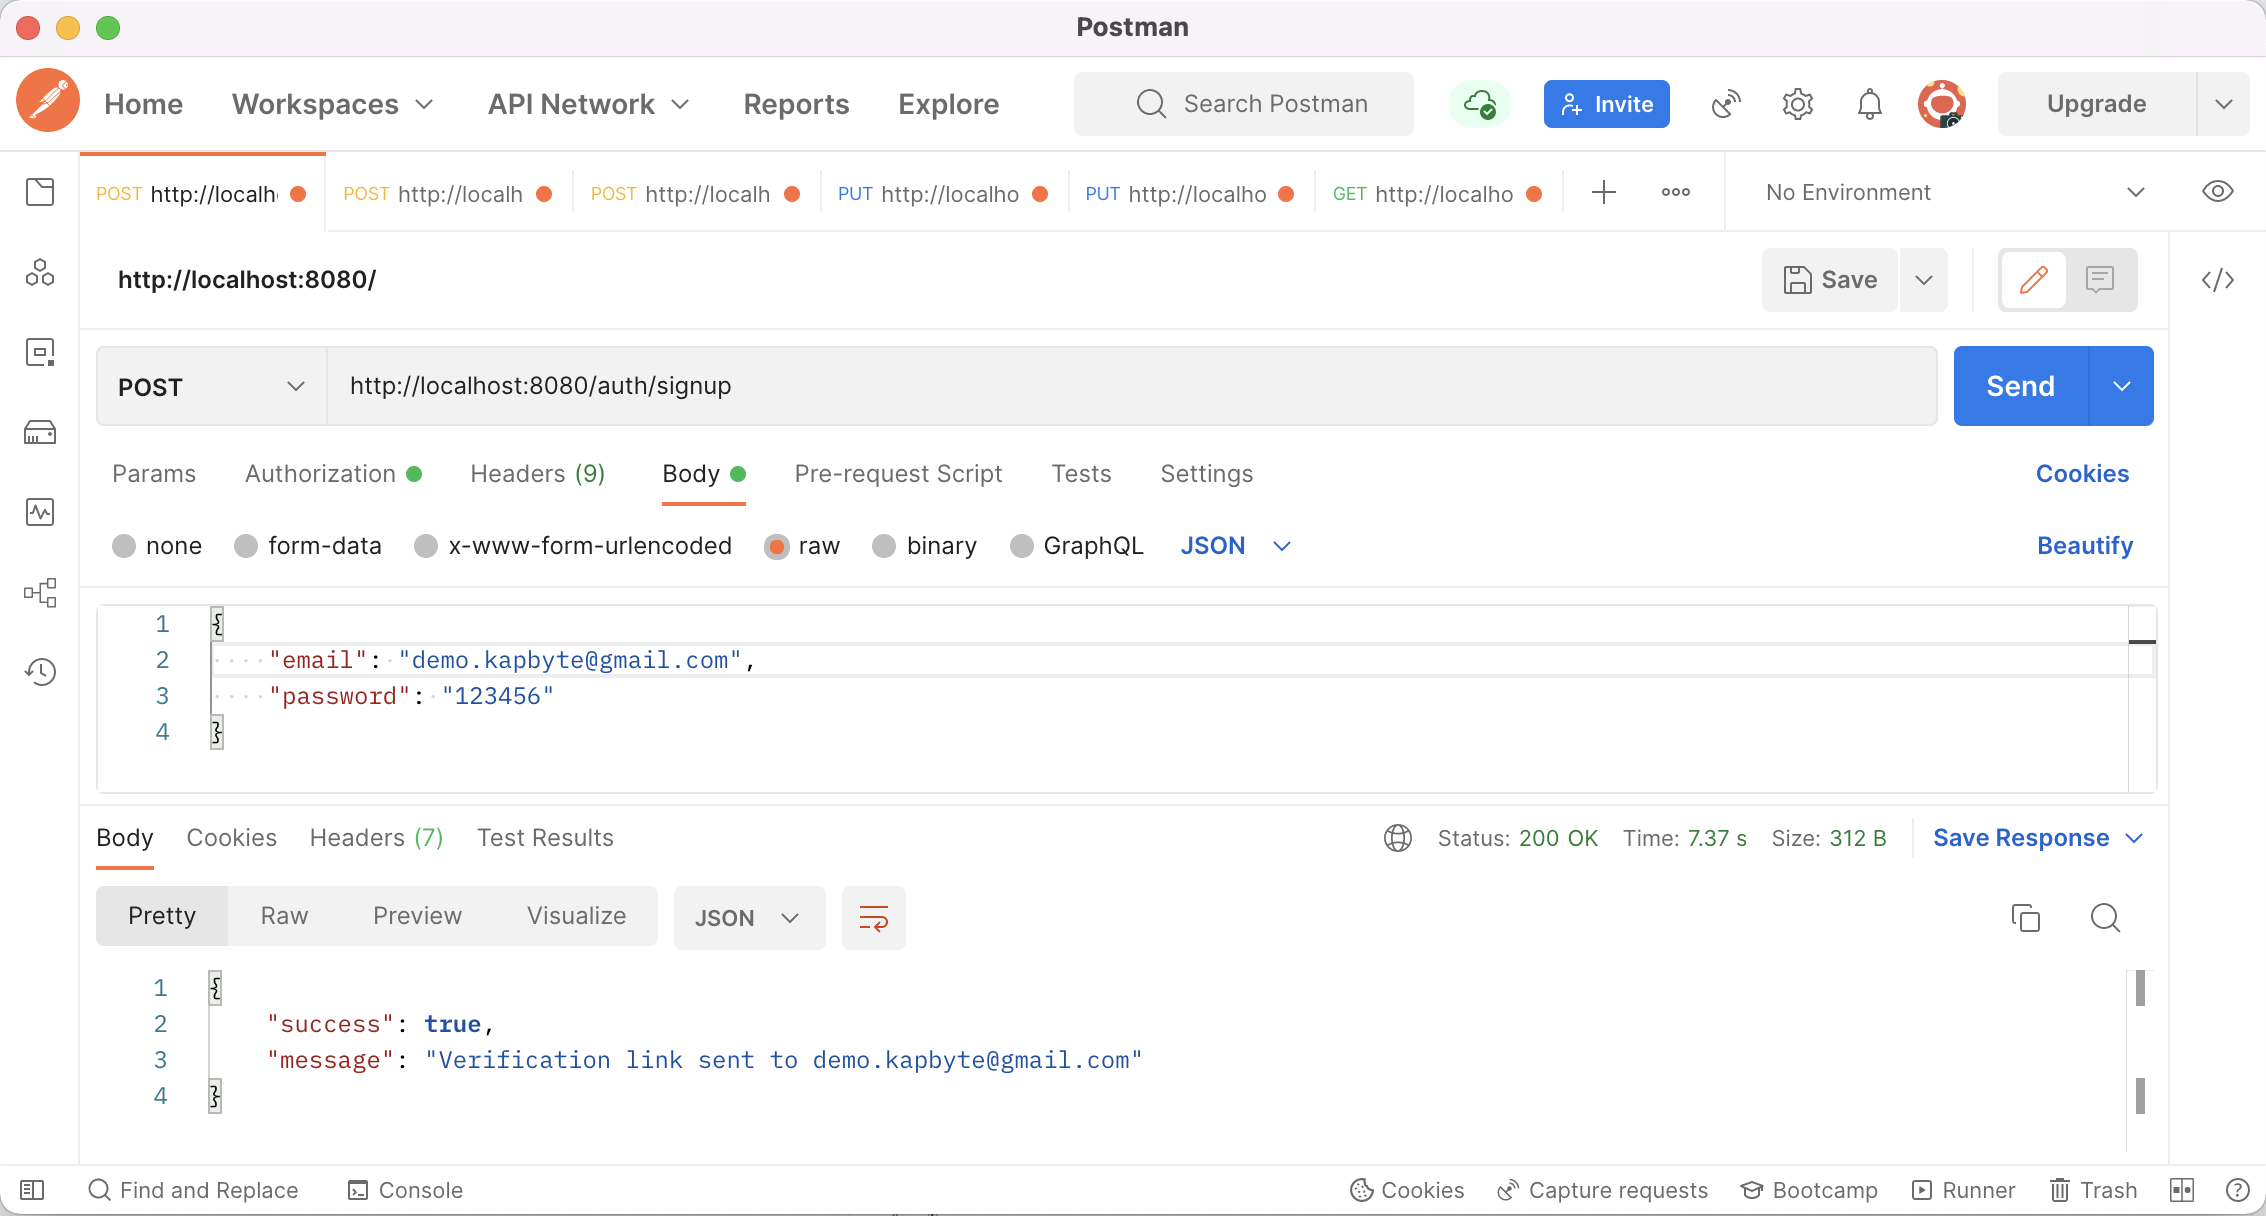 Postman
Home Workspaces API Network Reports Explore Search Postman Invite Upgrade
POST http://localh POST http://localh POST http://localh PUT http://localho PUT http://localho GET http://localho No Environment
http://localhost:8080/ Save </>
POST http://localhost:8080/auth/signup Send
Params Authorization Headers (9) Body Pre-request Script Tests Settings Cookies
none form-data x-www-form-urlencoded raw binary GraphQL JSON Beautify
1 {
2 "email": "demo.kapbyte@gmail.com",
3 "password": "123456"
4 }
Body Cookies Headers (7) Test Results Status: 200 OK Time: 7.37 s Size: 312 B Save Response
Pretty Raw Preview Visualize JSON
1 {
2 "success": true,
3 "message": "Verification link sent to demo.kapbyte@gmail.com"
4 }
Find and Replace Console Cookies Capture requests Bootcamp Runner Trash